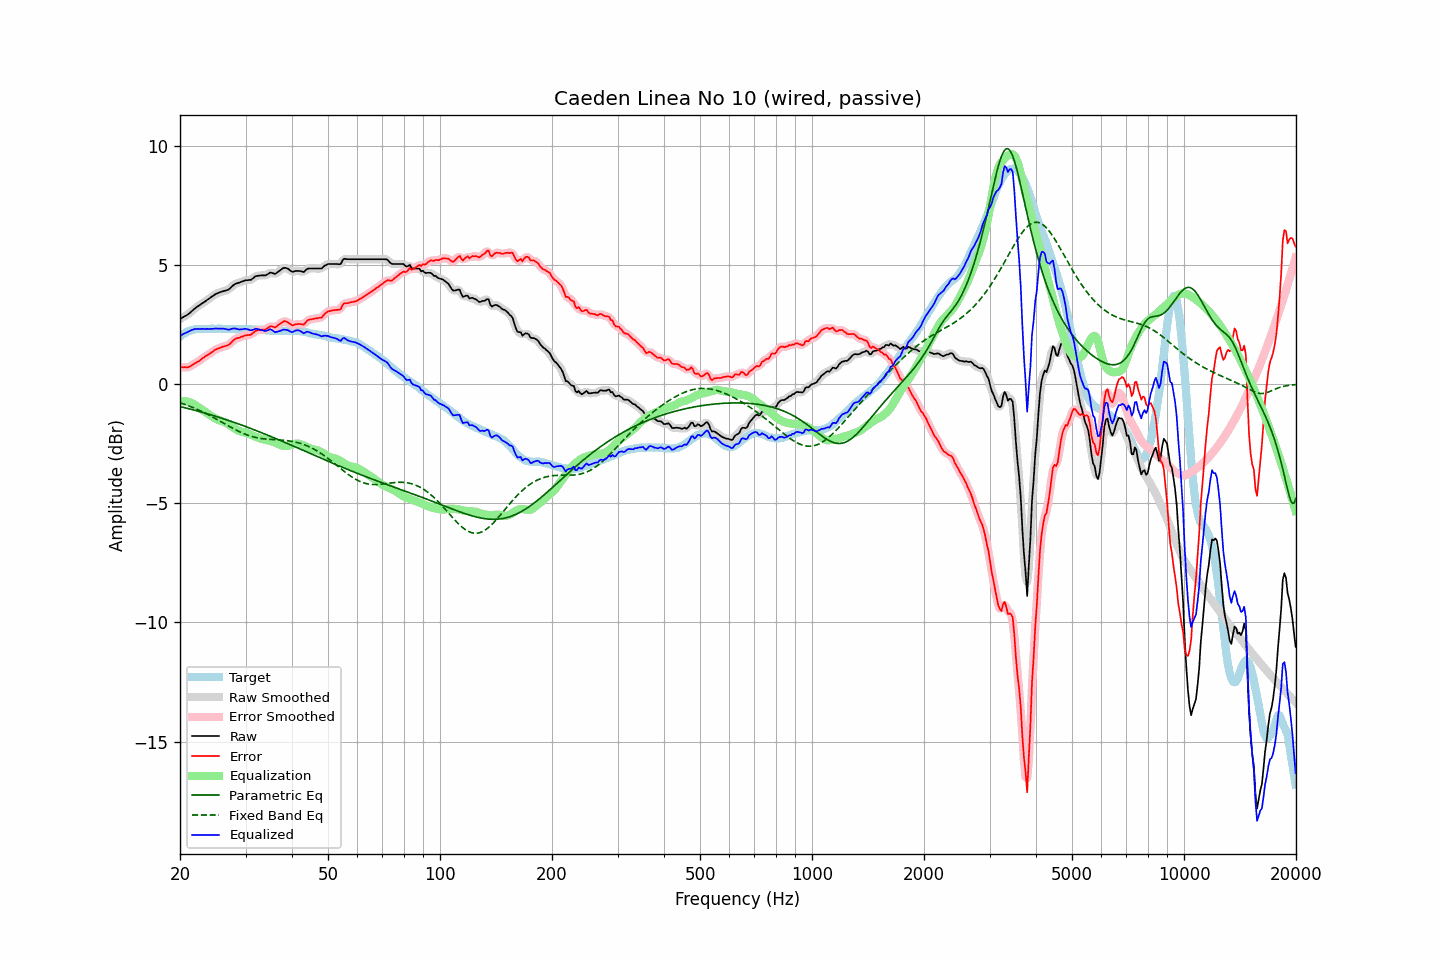 Caeden Linea No 10 (wired, passive)
10
5
0
−5
−10
−15
Amplitude (dBr)
Target
Raw Smoothed
Error Smoothed
Raw
Error
Equalization
Parametric Eq
Fixed Band Eq
Equalized
20 50 100 200 500 1000 2000 5000 10000 20000
Frequency (Hz)